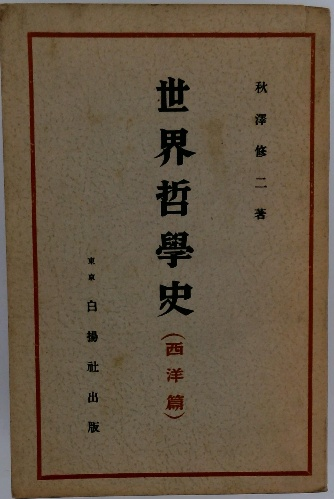 秋澤修二著
世界哲學史
(西洋篇)
東京 白揚社出版